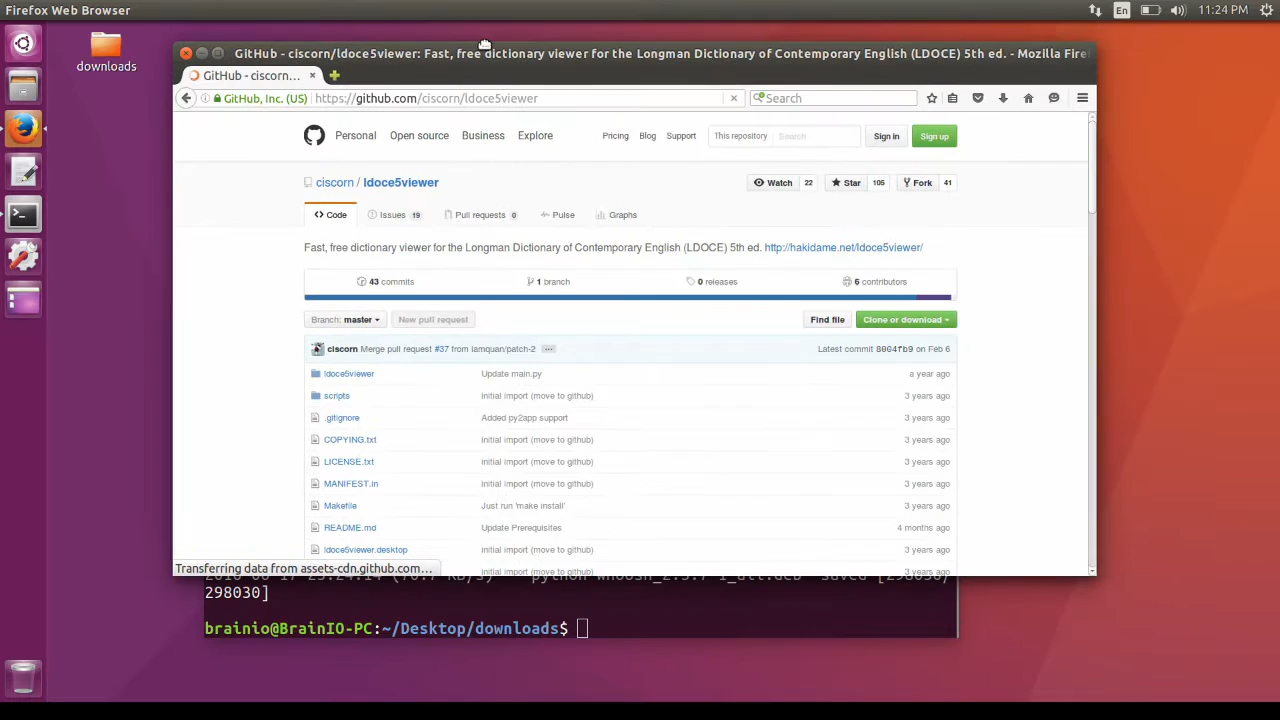 Firefox Web Browser
En
11:24 PM
downloads
GitHub - ciscorn/ldoce5viewer: Fast, free dictionary viewer for the Longman Dictionary of Contemporary English (LDOCE) 5th ed. - Mozilla Fire
GitHub - ciscorn...
GitHub, Inc. (US) https://github.com/ciscorn/ldoce5viewer Search
Personal Open source Business Explore Pricing Blog Support This repository Search Sign in Sign up
ciscorn / ldoce5viewer Watch 22 Star 105 Fork 41
Code Issues 19 Pull requests 0 Pulse Graphs
Fast, free dictionary viewer for the Longman Dictionary of Contemporary English (LDOCE) 5th ed. http://hakidame.net/ldoce5viewer/
43 commits 1 branch 0 releases 6 contributors
Branch: master New pull request Find file Clone or download
ciscorn Merge pull request #37 from iamquan/patch-2 ... Latest commit 8004fb9 on Feb 6
ldoce5viewer Update main.py a year ago
scripts initial import (move to github) 3 years ago
.gitignore Added py2app support 3 years ago
COPYING.txt initial import (move to github) 3 years ago
LICENSE.txt initial import (move to github) 3 years ago
MANIFEST.in initial import (move to github) 3 years ago
Makefile Just run 'make install' 3 years ago
README.md Update Prerequisites 4 months ago
ldoce5viewer.desktop initial import (move to github) 3 years ago
initial import (move to github) 3 years ago
Transferring data from assets-cdn.github.com...
298030]
brainio@BrainIO-PC:~/Desktop/downloads$